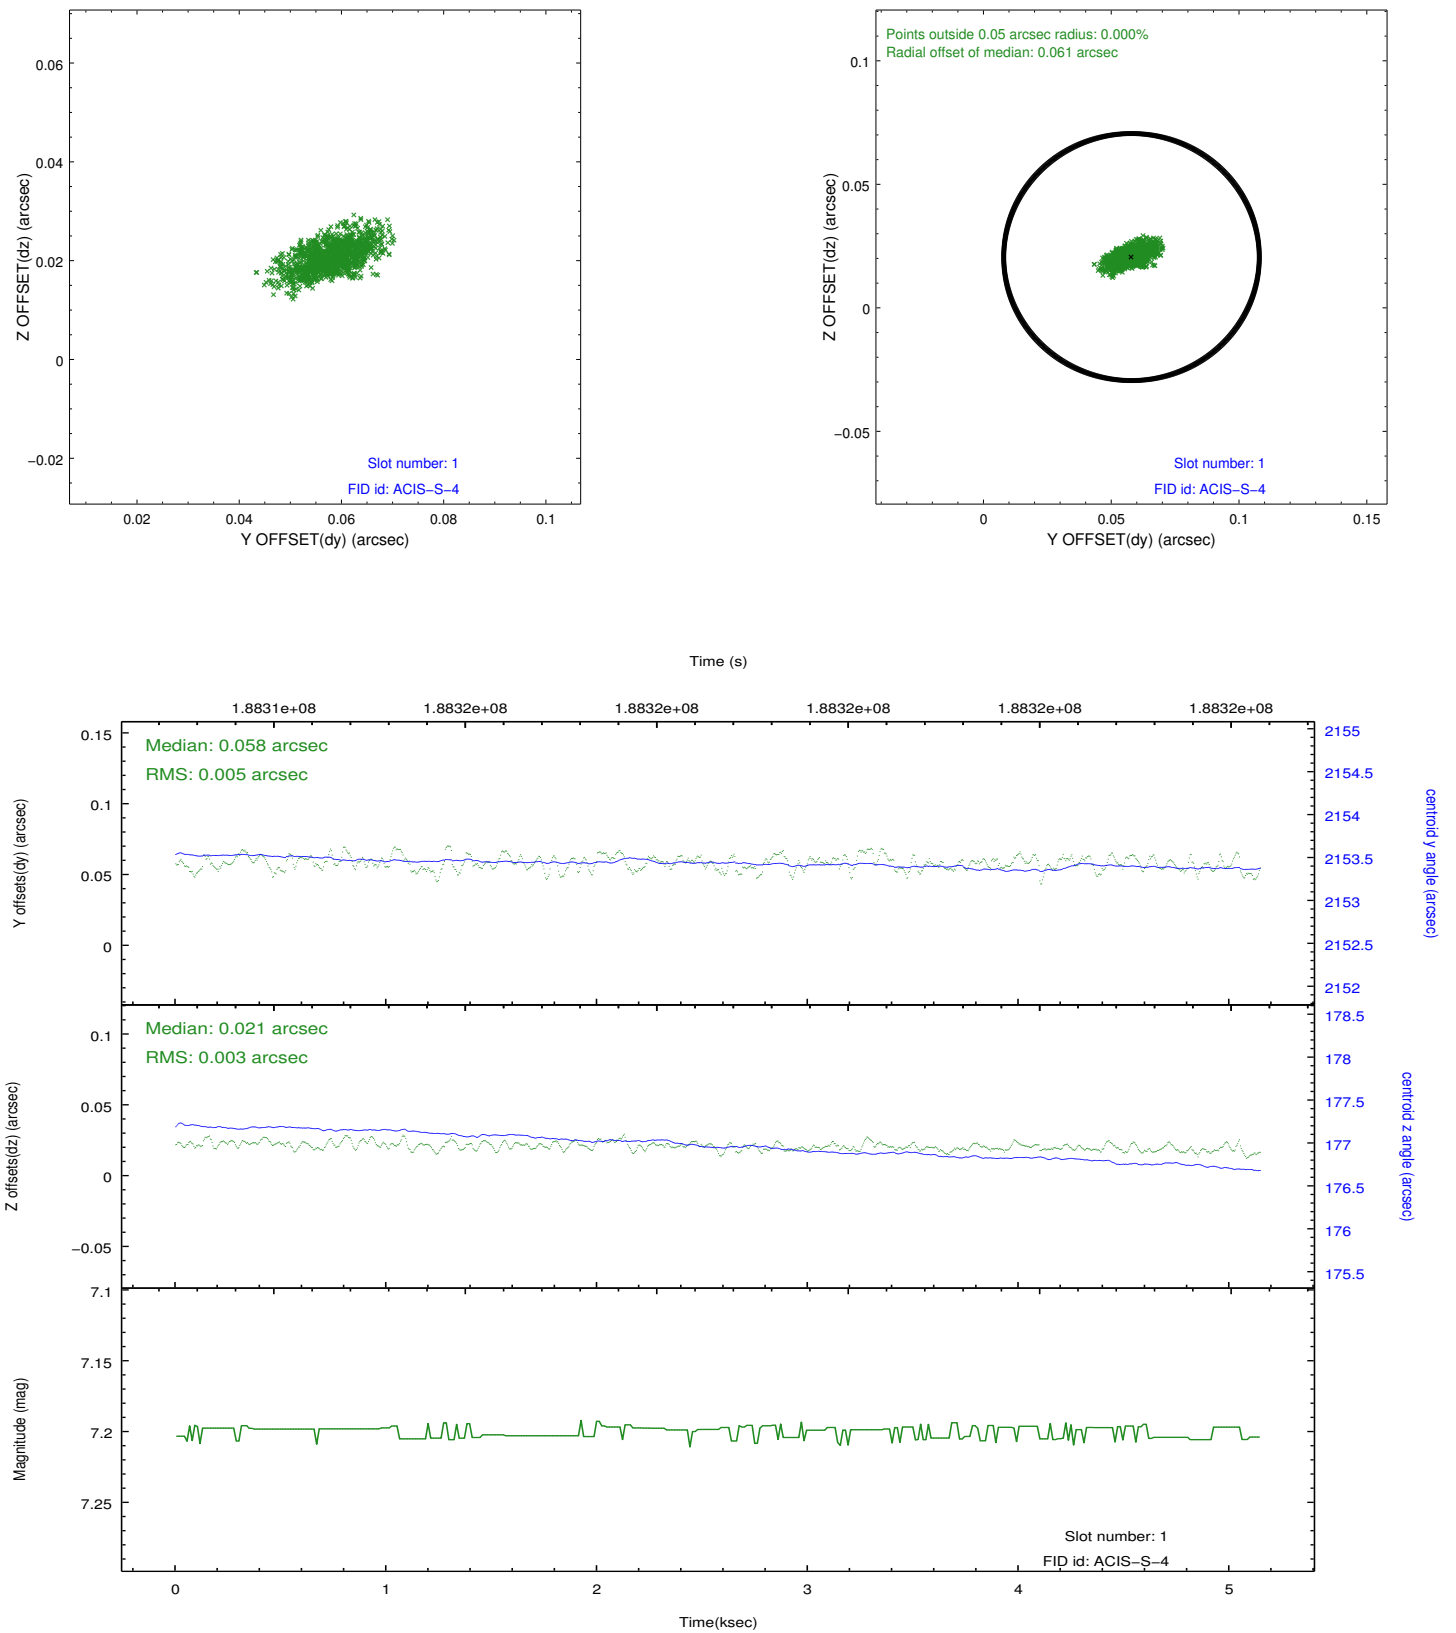 0.06
0.04
0.02
0
−0.02
Z OFFSET(dz) (arcsec)
Slot number: 1
FID id: ACIS−S−4
0.02 0.04 0.06 0.08 0.1
Y OFFSET(dy) (arcsec)
Points outside 0.05 arcsec radius: 0.000%
Radial offset of median: 0.061 arcsec
0.1
0.05
0
−0.05
Z OFFSET(dz) (arcsec)
Slot number: 1
FID id: ACIS−S−4
0 0.05 0.1 0.15
Y OFFSET(dy) (arcsec)
Time (s)
1.8831e+08 1.8832e+08 1.8832e+08 1.8832e+08 1.8832e+08 1.8832e+08
Median: 0.058 arcsec
RMS: 0.005 arcsec
0.15
0.1
0.05
0
Y offsets(dy) (arcsec)
2155
2154.5
2154
2153.5
2153
2152.5
2152
centroid y angle (arcsec)
Median: 0.021 arcsec
RMS: 0.003 arcsec
0.1
0.05
0
−0.05
Z offsets(dz) (arcsec)
178.5
178
177.5
177
176.5
176
175.5
centroid z angle (arcsec)
7.1
7.15
7.2
7.25
Magnitude (mag)
Slot number: 1
FID id: ACIS−S−4
0 1 2 3 4 5
Time(ksec)